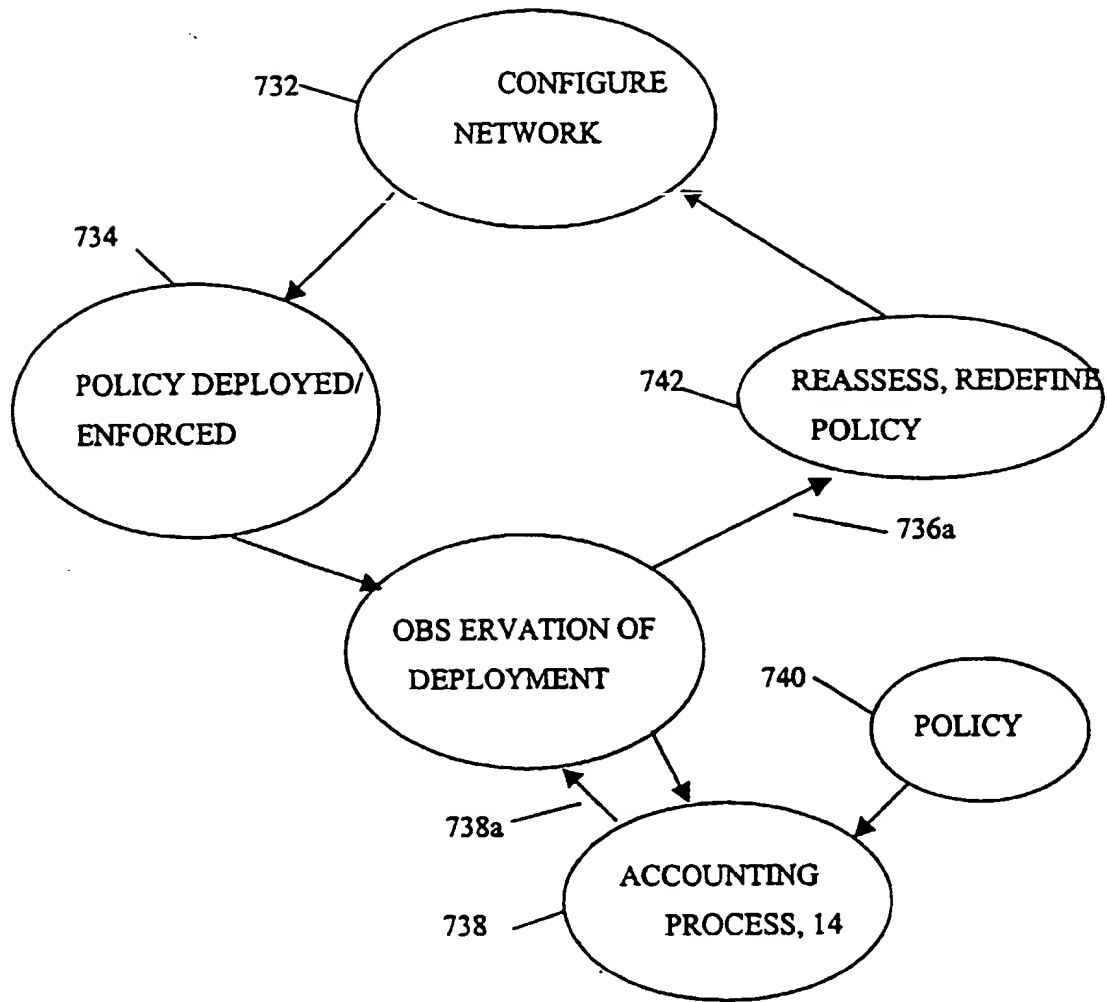 732
CONFIGURE
NETWORK
734
POLICY DEPLOYED/
ENFORCED
742
REASSESS, REDEFINE
POLICY
736a
OBS ERVATION OF
DEPLOYMENT
740
POLICY
738a
ACCOUNTING
PROCESS, 14
738